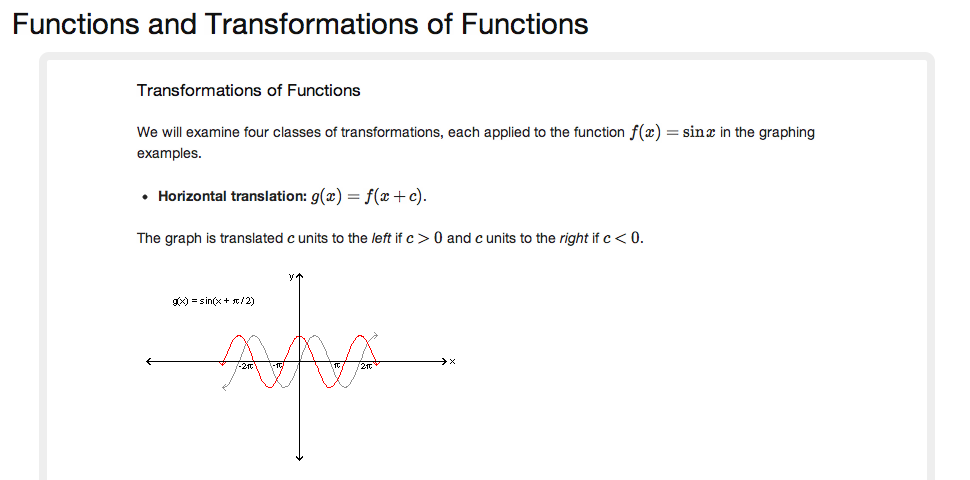 Functions and Transformations of Functions
Transformations of Functions
We will examine four classes of transformations, each applied to the function f(x) = sin x in the graphing
examples.
• Horizontal translation: g(x) = f(x + c).
The graph is translated c units to the left if c > 0 and c units to the right if c < 0.
y
g(x) = sin(x + π/2)
x
-2π -π π 2π